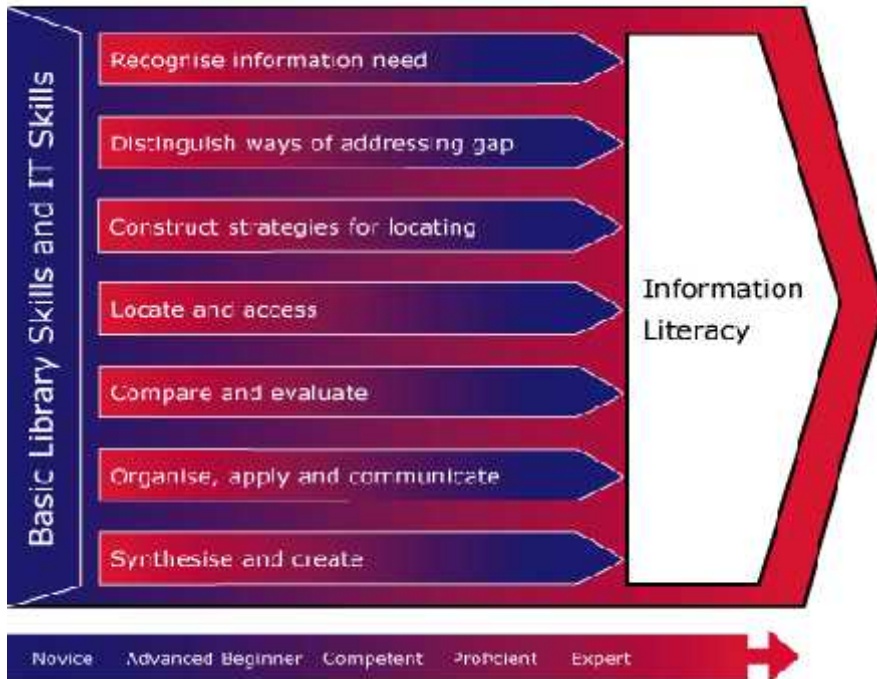 Basic Library Skills and IT Skills
Recognise information need
Distinguish ways of addressing gap
Construct strategies for locating
Locate and access
Compare and evaluate
Organise, apply and communicate
Synthesise and create
Information
Literacy
Novice Advanced Beginner Competent Proficient Expert